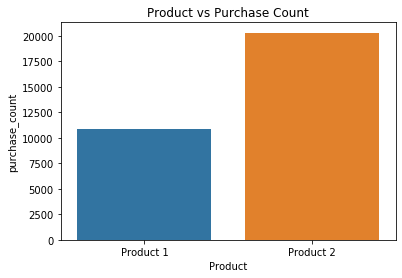 Product vs Purchase Count
purchase_count
20000
17500
15000
12500
10000
7500
5000
2500
0
Product 1 Product 2
Product